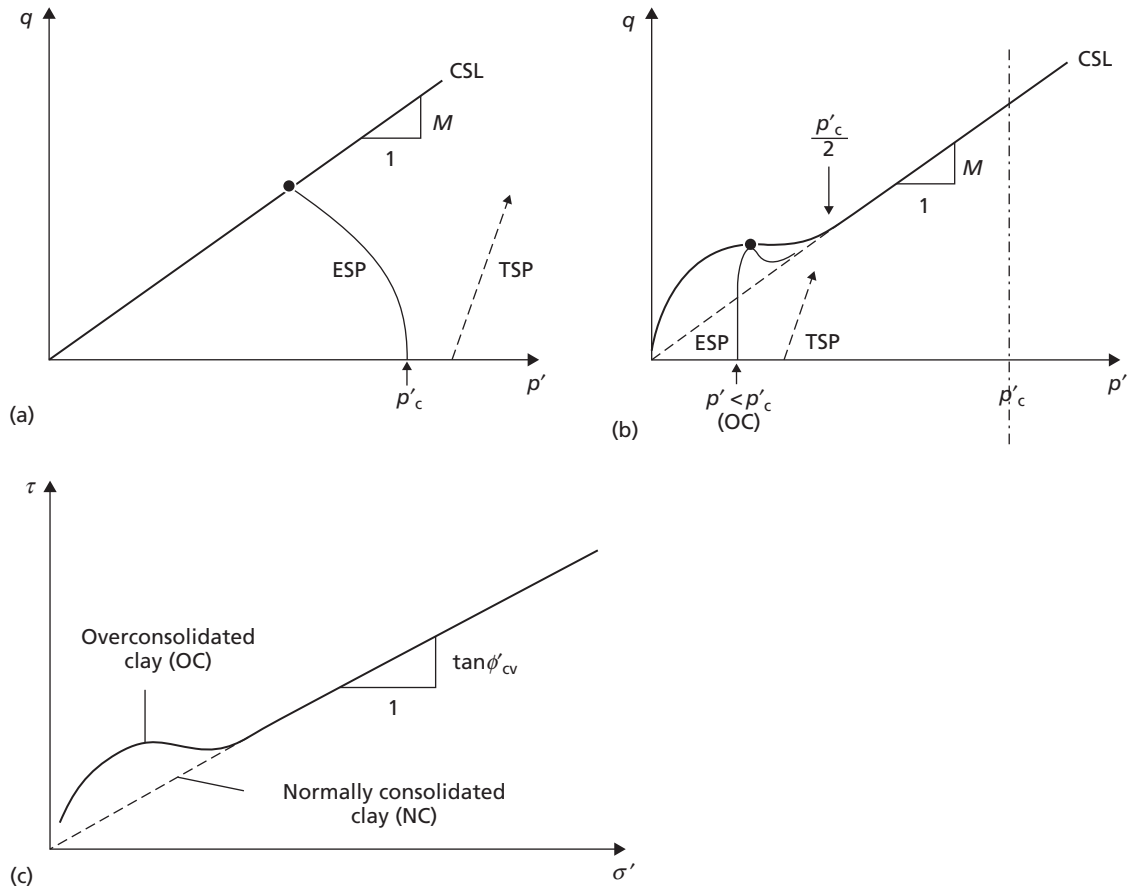 q
CSL
M
1
ESP
TSP
p′c
p′
(a)
q
CSL
p′c
2
M
1
ESP
TSP
p′ < p′c
(OC)
p′c
p′
(b)
τ
Overconsolidated
clay (OC)
tanϕ′cv
1
Normally consolidated
clay (NC)
σ′
(c)